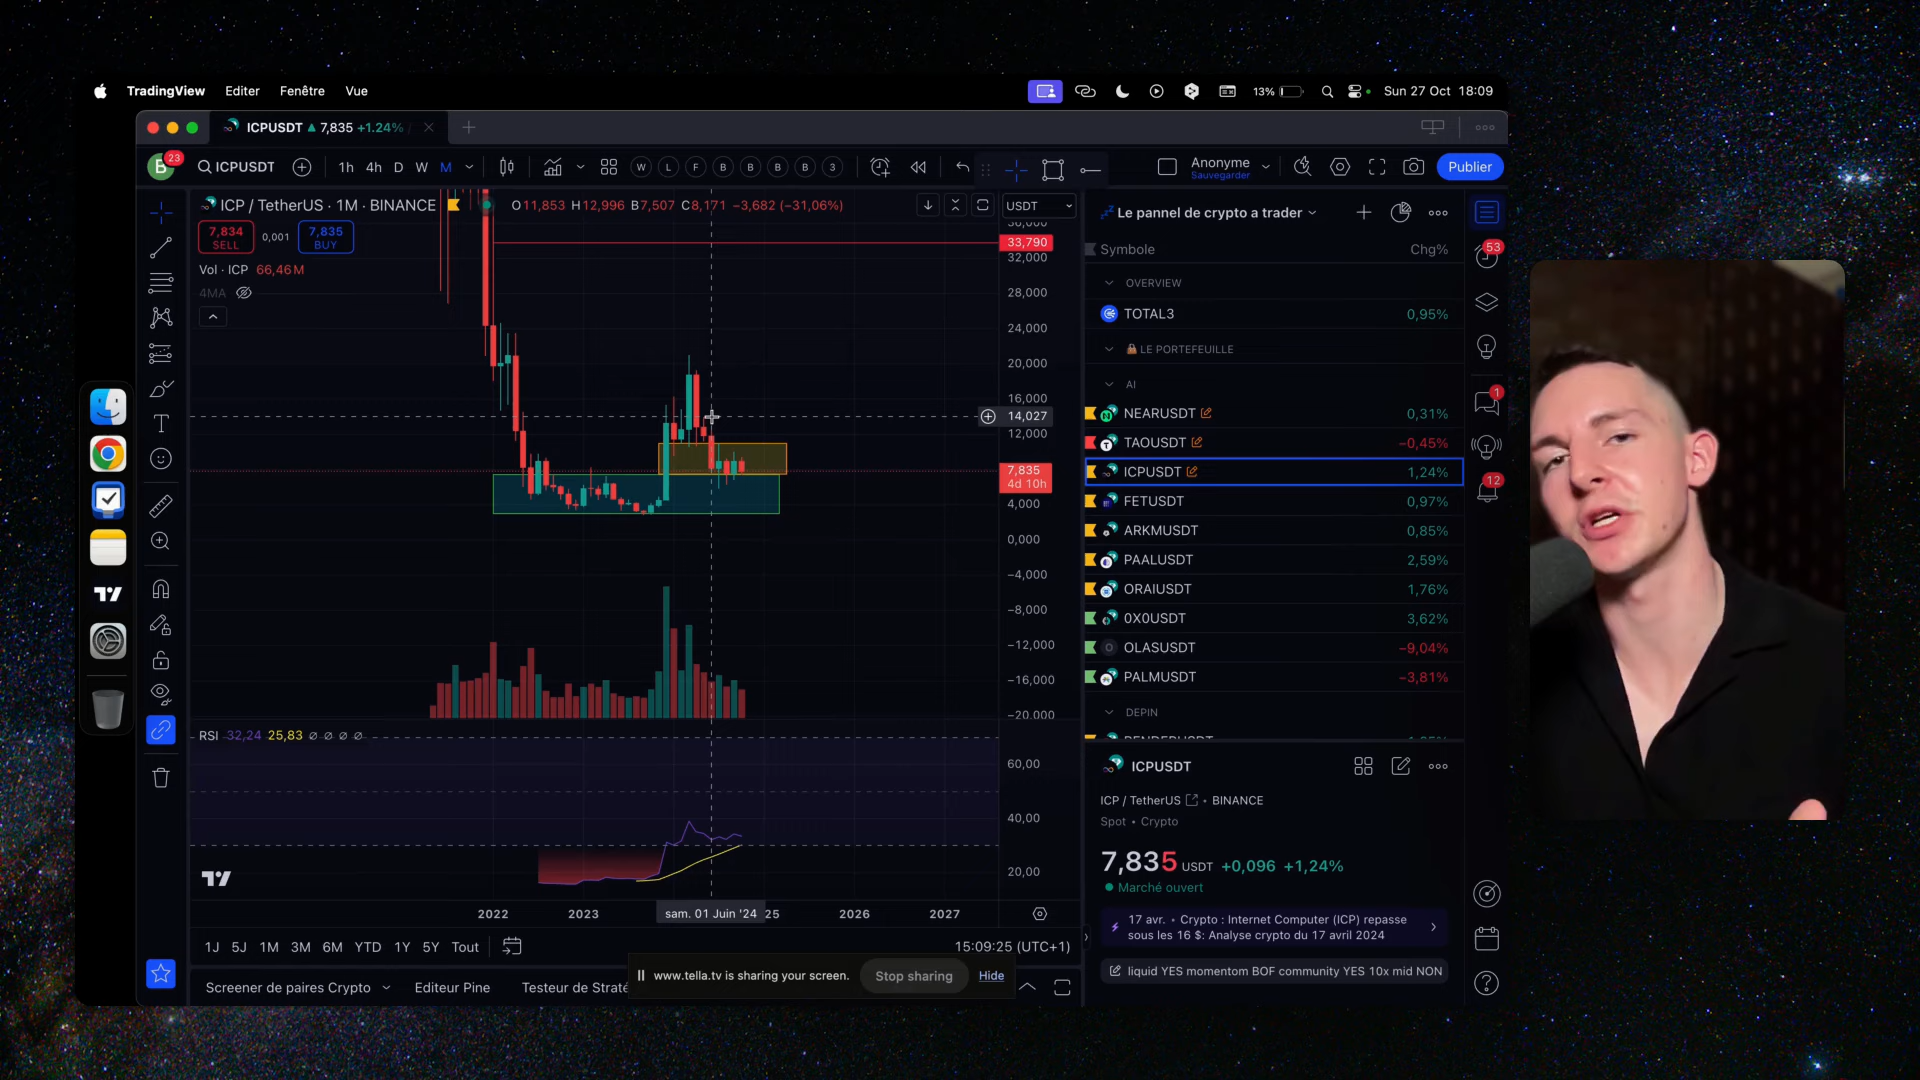 TradingView Editer Fenêtre Vue
13% Sun 27 Oct 18:09
ICPUSDT ▲ 7,835 +1.24%
B 23 ICPUSDT 1h 4h D W M W L F B B B B 3 Anonyme Sauvegarder Publier
ICP / TetherUS · 1M · BINANCE O11,853 H12,996 B7,507 C8,171 −3,682 (−31,06%) USDT
7,834 SELL 0,001 7,835 BUY
Vol · ICP 66,46 M
4MA
33,790
32,000
28,000
24,000
20,000
16,000
14,027
12,000
7,835
4d 10h
4,000
0,000
−4,000
−8,000
−12,000
−16,000
−20,000
RSI 32,24 25,83 ∅ ∅ ∅ ∅
60,00
40,00
20,00
2022 2023 sam. 01 Juin '24 25 2026 2027
1J 5J 1M 3M 6M YTD 1Y 5Y Tout 15:09:25 (UTC+1)
Screener de paires Crypto Editeur Pine Testeur de Straté
www.tella.tv is sharing your screen. Stop sharing Hide
Le pannel de crypto a trader
Symbole Chg%
OVERVIEW
TOTAL3 0,95%
LE PORTEFEUILLE
AI
NEARUSDT 0,31%
TAOUSDT −0,45%
ICPUSDT 1,24%
FETUSDT 0,97%
ARKMUSDT 0,85%
PAALUSDT 2,59%
ORAIUSDT 1,76%
0X0USDT 3,62%
OLASUSDT −9,04%
PALMUSDT −3,81%
DEPIN
ICPUSDT
ICP / TetherUS • BINANCE
Spot • Crypto
7,835 USDT +0,096 +1,24%
Marché ouvert
17 avr. • Crypto : Internet Computer (ICP) repasse
sous les 16 $: Analyse crypto du 17 avril 2024
liquid YES momentom BOF community YES 10x mid NON
53
1
12